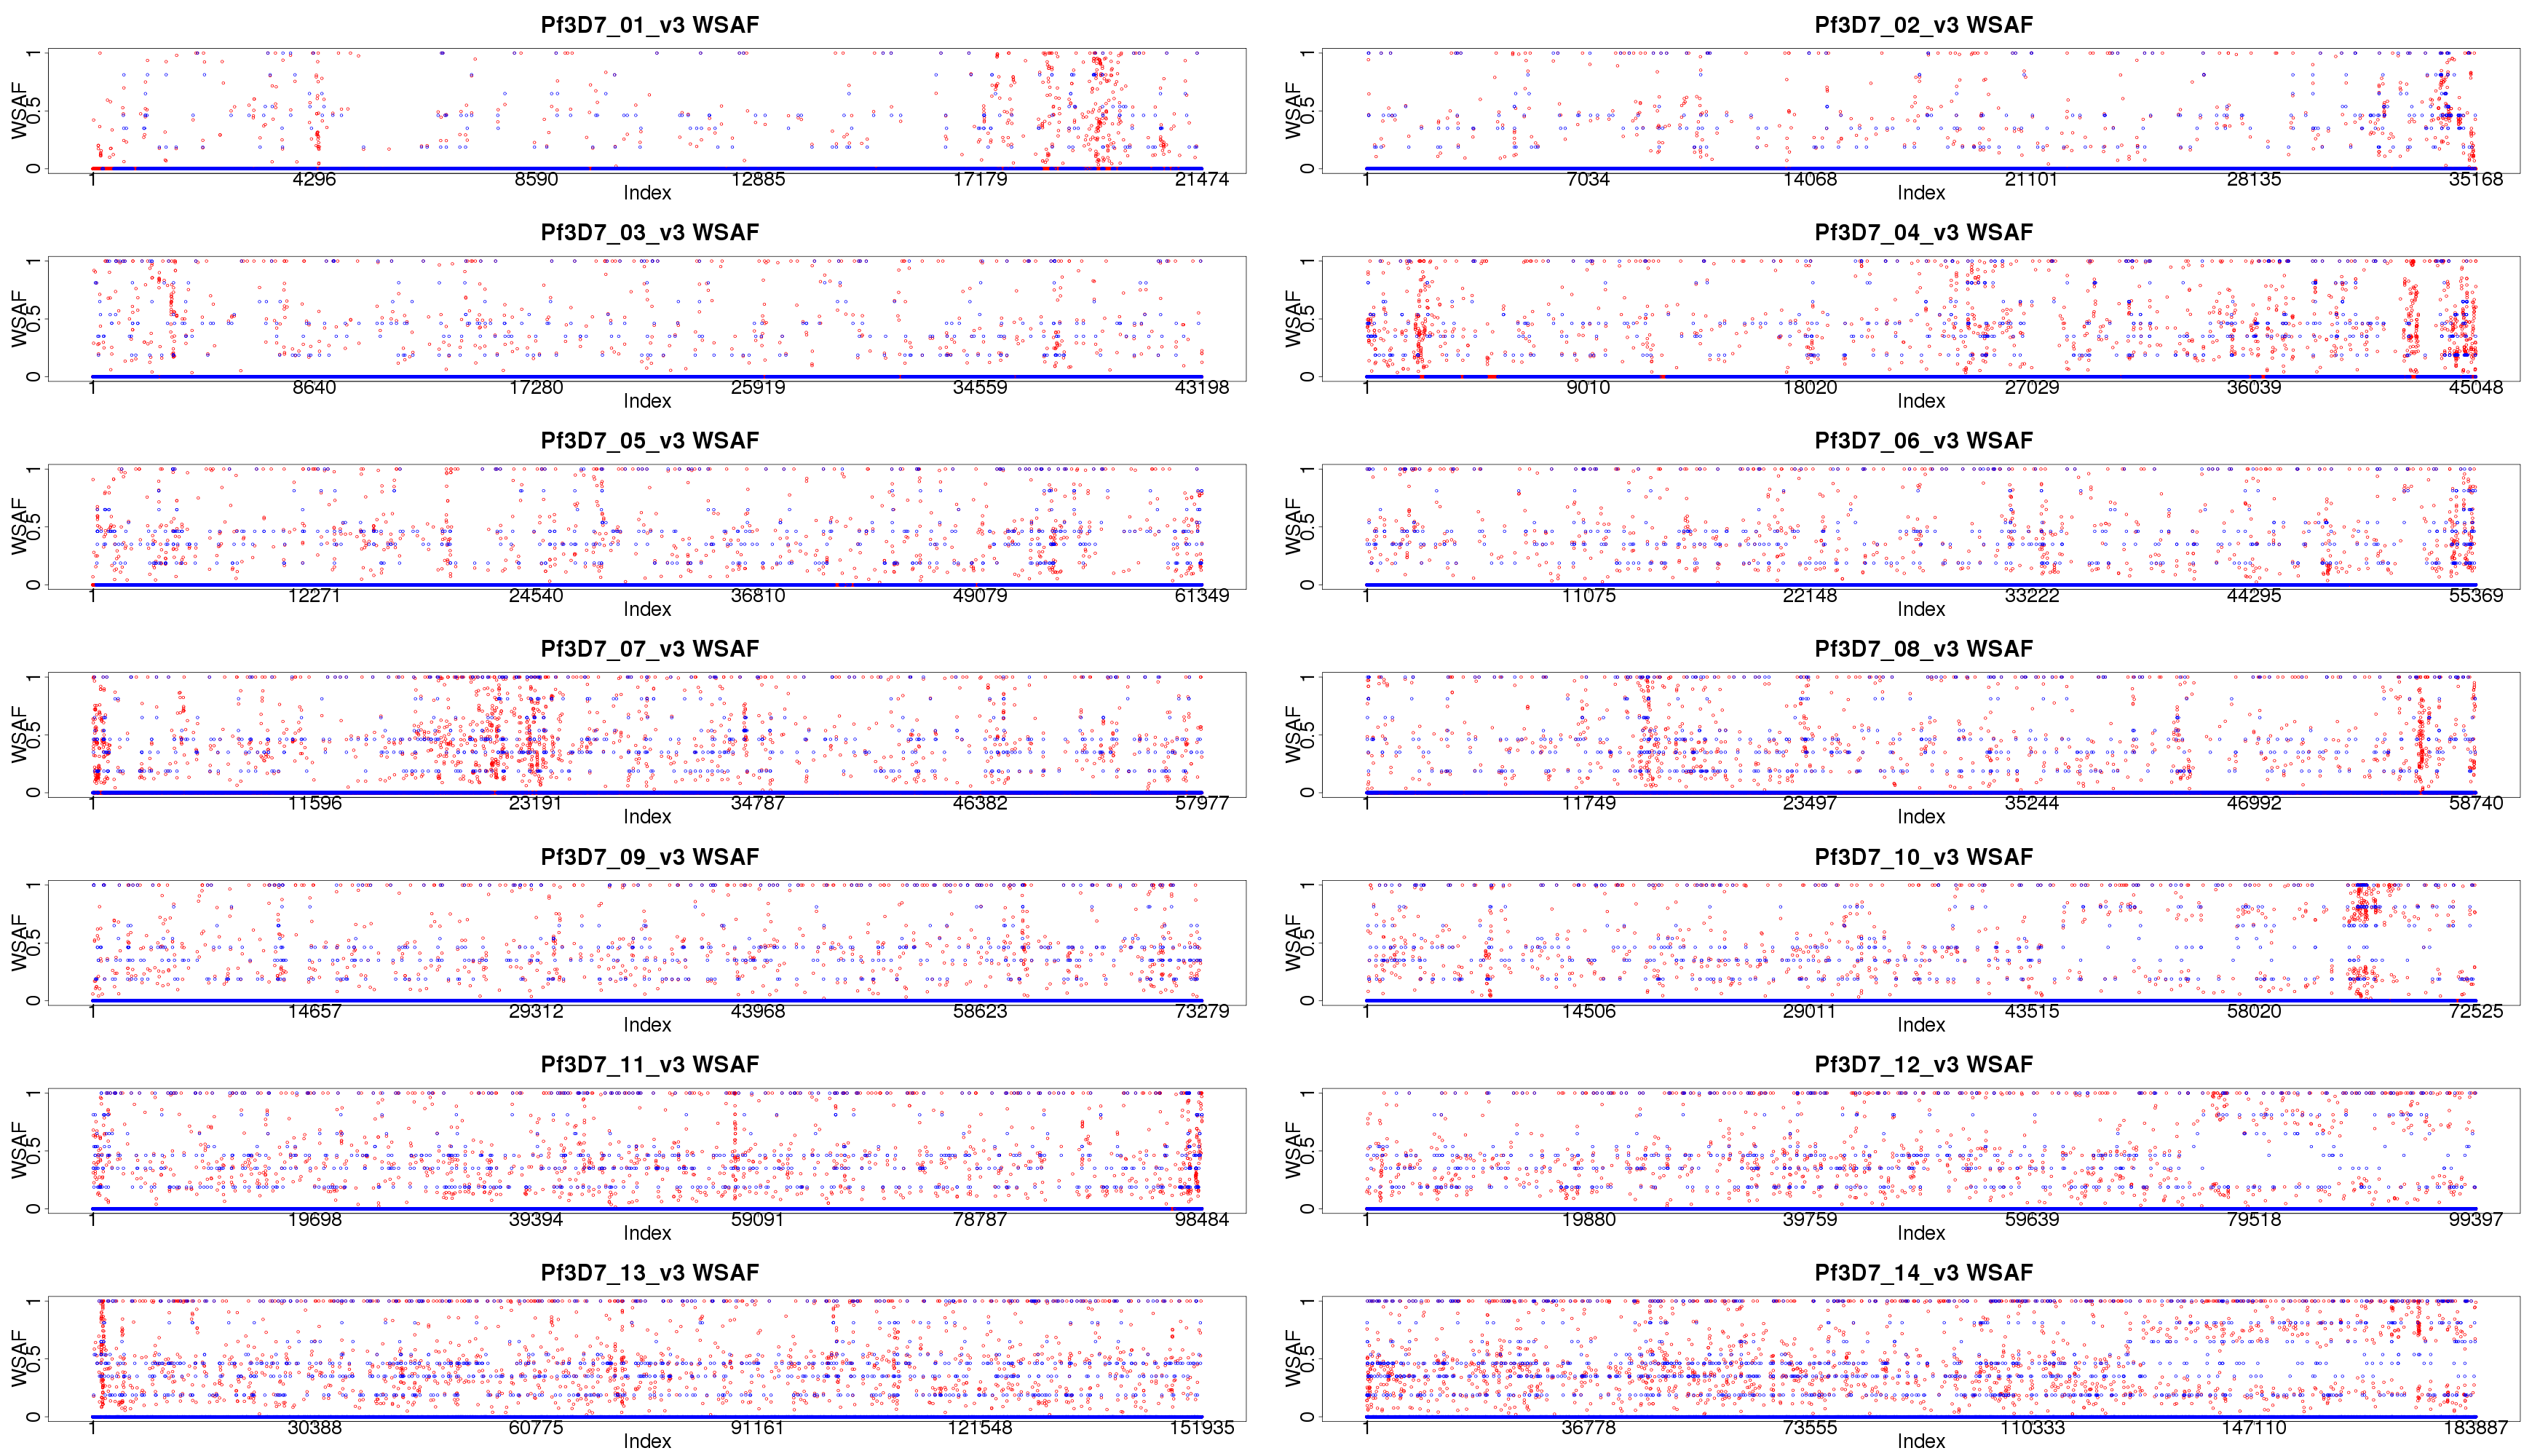 Pf3D7_01_v3 WSAF
WSAF
0 0.5 1
1 4296 8590 12885 17179 21474
Index
Pf3D7_02_v3 WSAF
WSAF
0 0.5 1
1 7034 14068 21101 28135 35168
Index
Pf3D7_03_v3 WSAF
WSAF
0 0.5 1
1 8640 17280 25919 34559 43198
Index
Pf3D7_04_v3 WSAF
WSAF
0 0.5 1
1 9010 18020 27029 36039 45048
Index
Pf3D7_05_v3 WSAF
WSAF
0 0.5 1
1 12271 24540 36810 49079 61349
Index
Pf3D7_06_v3 WSAF
WSAF
0 0.5 1
1 11075 22148 33222 44295 55369
Index
Pf3D7_07_v3 WSAF
WSAF
0 0.5 1
1 11596 23191 34787 46382 57977
Index
Pf3D7_08_v3 WSAF
WSAF
0 0.5 1
1 11749 23497 35244 46992 58740
Index
Pf3D7_09_v3 WSAF
WSAF
0 0.5 1
1 14657 29312 43968 58623 73279
Index
Pf3D7_10_v3 WSAF
WSAF
0 0.5 1
1 14506 29011 43515 58020 72525
Index
Pf3D7_11_v3 WSAF
WSAF
0 0.5 1
1 19698 39394 59091 78787 98484
Index
Pf3D7_12_v3 WSAF
WSAF
0 0.5 1
1 19880 39759 59639 79518 99397
Index
Pf3D7_13_v3 WSAF
WSAF
0 0.5 1
1 30388 60775 91161 121548 151935
Index
Pf3D7_14_v3 WSAF
WSAF
0 0.5 1
1 36778 73555 110333 147110 183887
Index